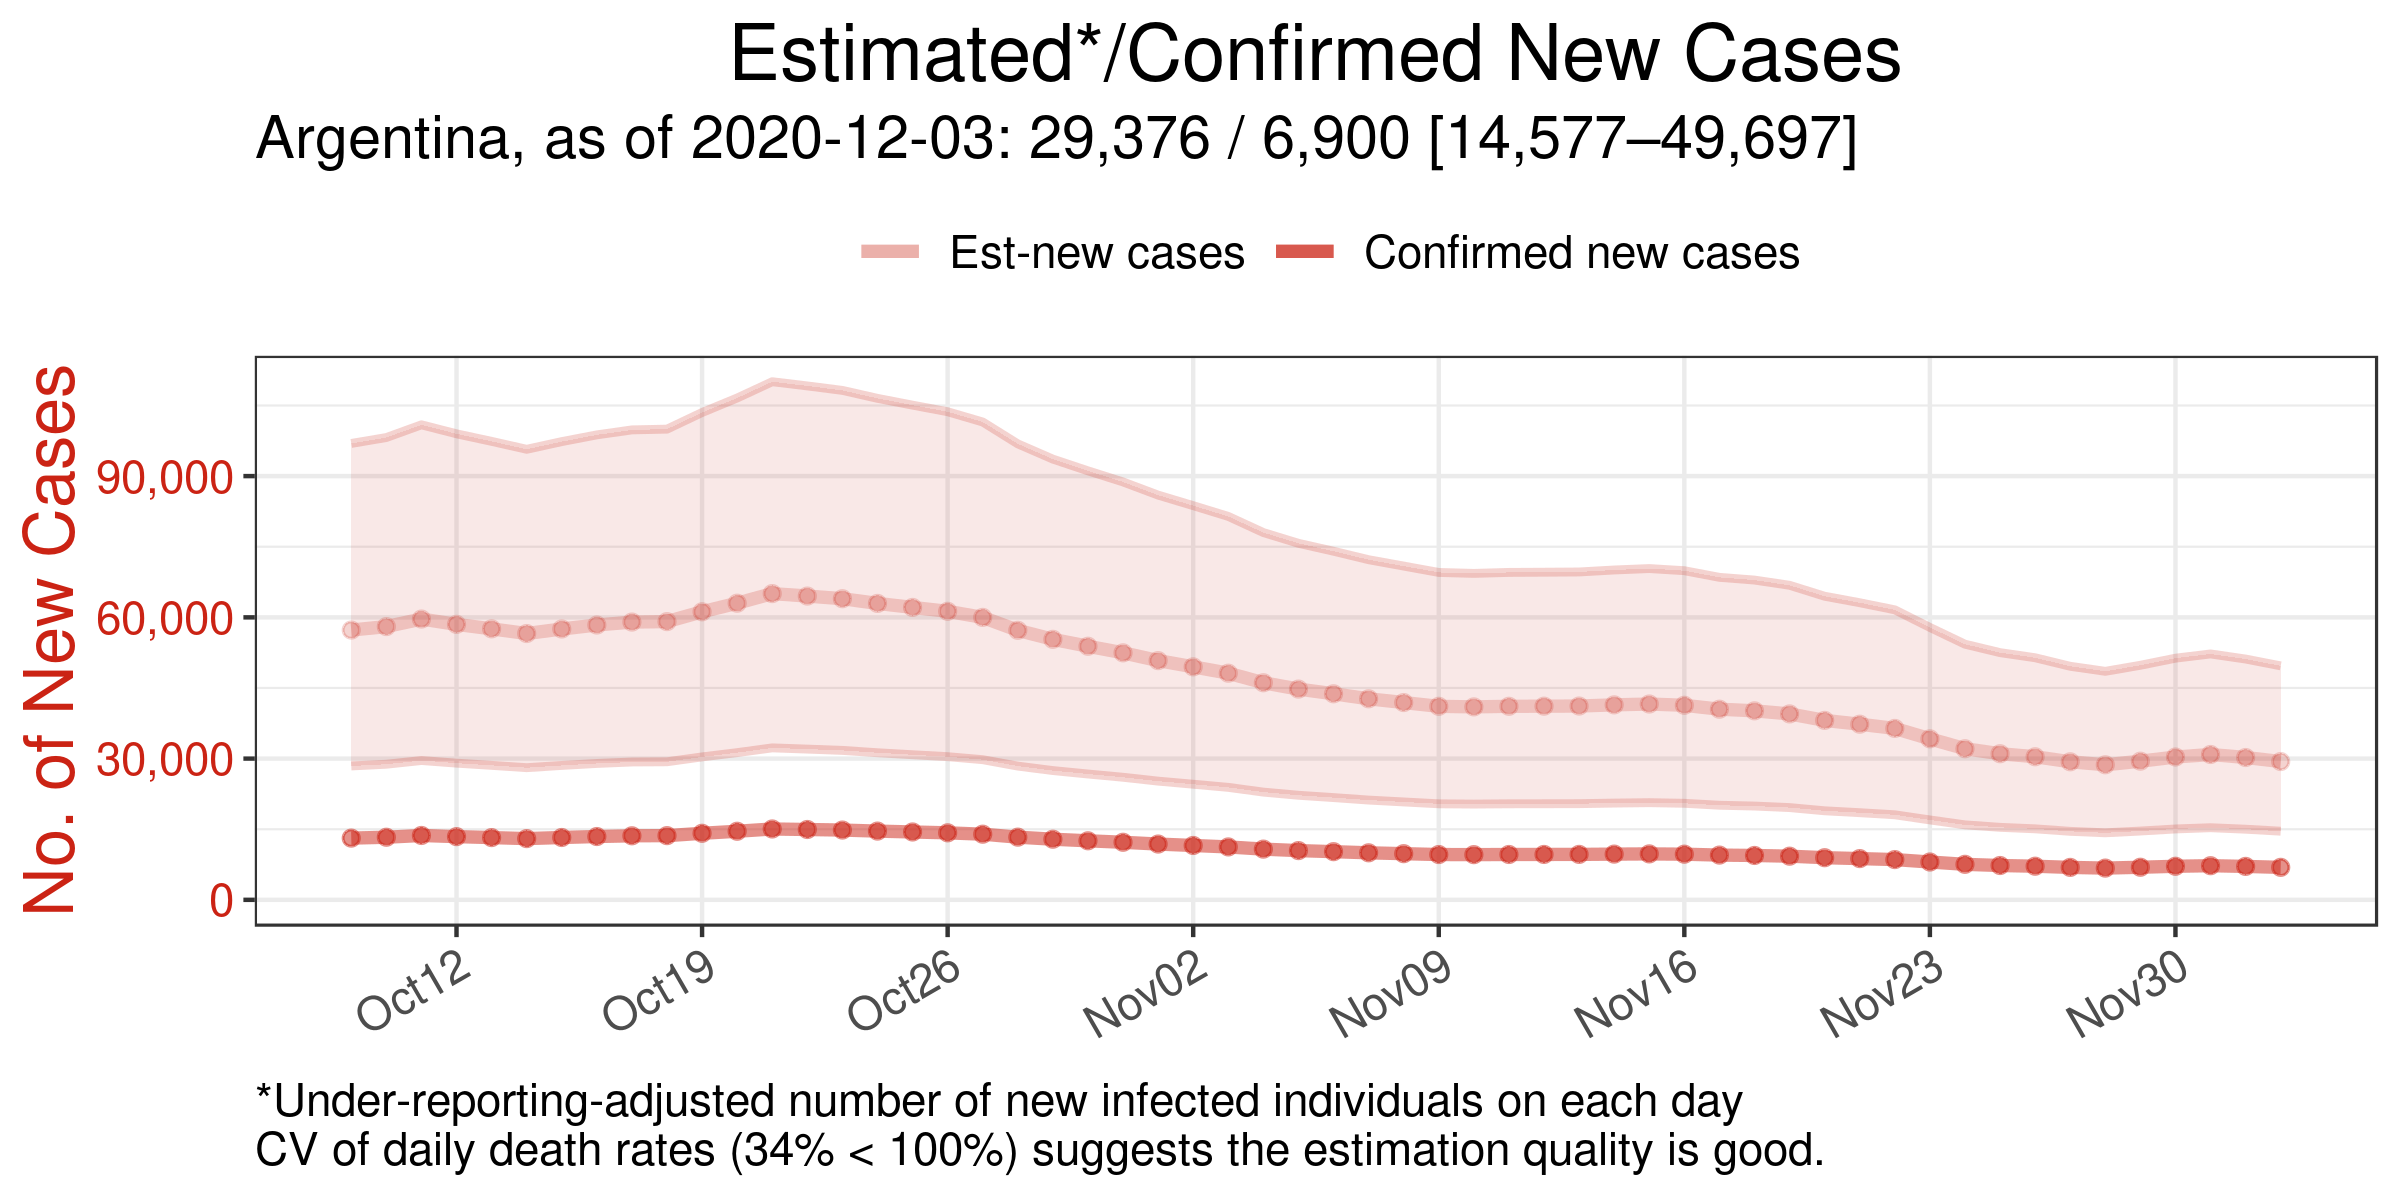 Estimated*/Confirmed New Cases
Argentina, as of 2020-12-03: 29,376 / 6,900 [14,577–49,697]
Est-new cases
Confirmed new cases
No. of New Cases
90,000
60,000
30,000
0
Oct12
Oct19
Oct26
Nov02
Nov09
Nov16
Nov23
Nov30
*Under-reporting-adjusted number of new infected individuals on each day
CV of daily death rates (34% < 100%) suggests the estimation quality is good.